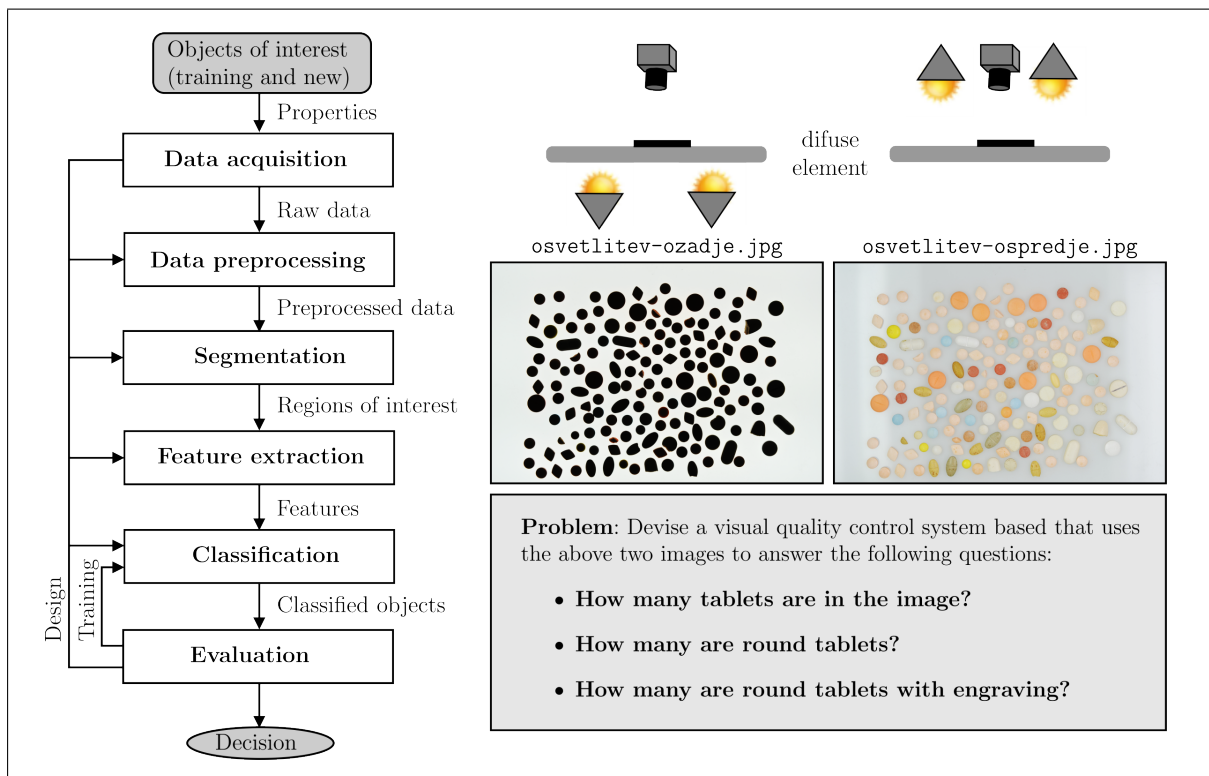 Objects of interest
(training and new)
Properties
Data acquisition
Raw data
Data preprocessing
Preprocessed data
Segmentation
Regions of interest
Feature extraction
Features
Classification
Classified objects
Evaluation
Decision
Design
Training
difuse
element
osvetlitev-ozadje.jpg
osvetlitev-ospredje.jpg
Problem: Devise a visual quality control system based that uses
the above two images to answer the following questions:
• How many tablets are in the image?
• How many are round tablets?
• How many are round tablets with engraving?